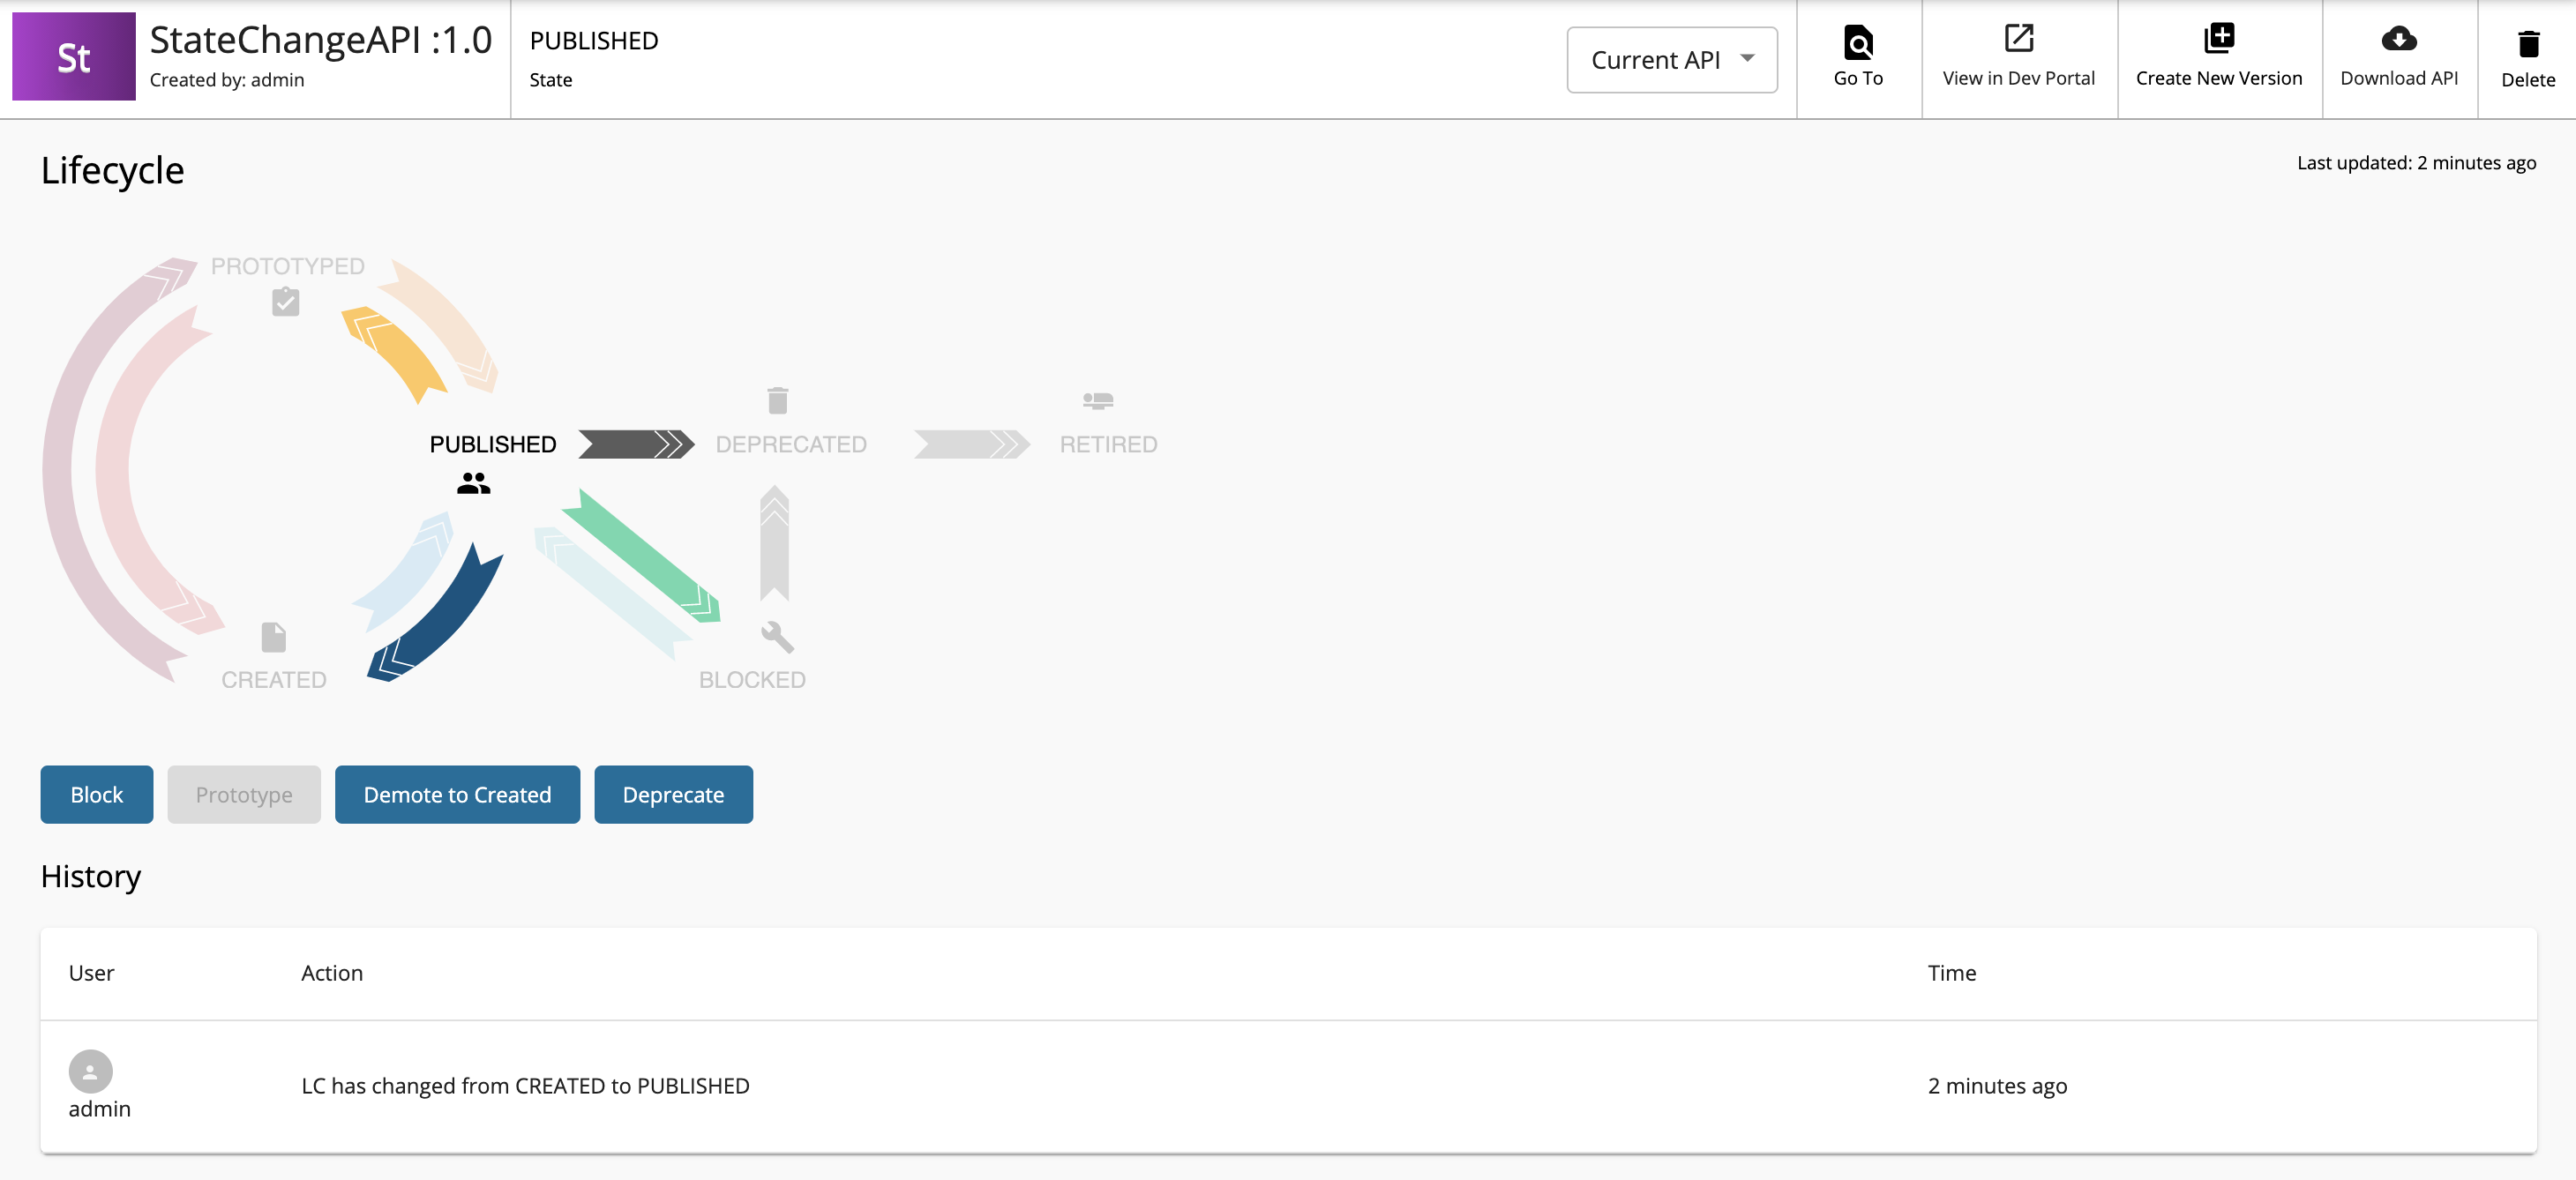 St
StateChangeAPI :1.0
Created by: admin
PUBLISHED
State
Current API
Go To
View in Dev Portal
Create New Version
Download API
Delete
Lifecycle
Last updated: 2 minutes ago
PROTOTYPED
PUBLISHED
DEPRECATED
RETIRED
CREATED
BLOCKED
Block
Prototype
Demote to Created
Deprecate
History
User Action Time
admin
LC has changed from CREATED to PUBLISHED
2 minutes ago